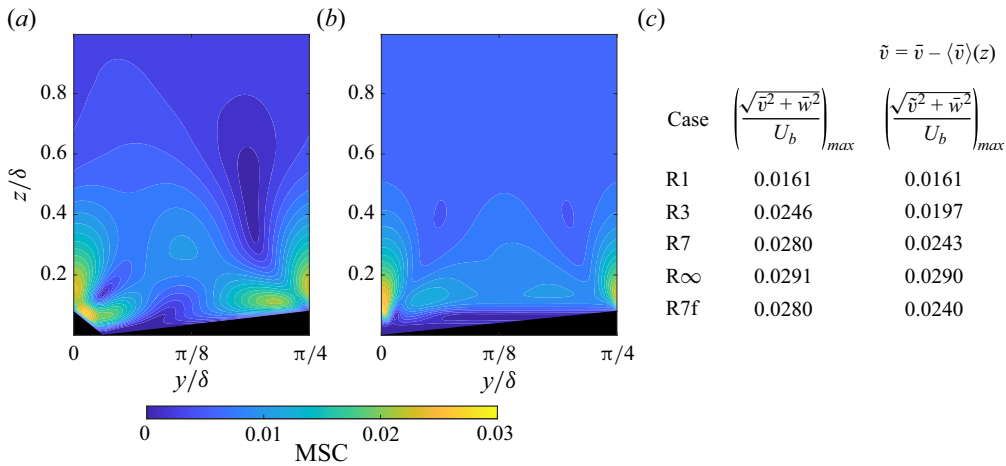 (a)
0.8
0.6
z/δ
0.4
0.2
0 π/8 π/4
y/δ
(b)
0.8
0.6
0.4
0.2
0 π/8 π/4
y/δ
0 0.01 0.02 0.03
MSC
(c)
ṽ = v̄ − ⟨v̄⟩(z)
Case (√(v̄² + w̄²) / U_b)_max (√(ṽ² + w̄²) / U_b)_max
R1 0.0161 0.0161
R3 0.0246 0.0197
R7 0.0280 0.0243
R∞ 0.0291 0.0290
R7f 0.0280 0.0240